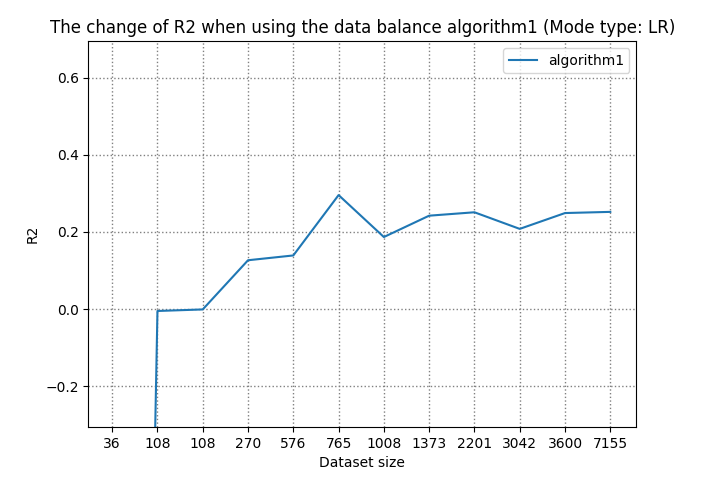 The change of R2 when using the data balance algorithm1 (Mode type: LR)
algorithm1
0.6
0.4
0.2
0.0
−0.2
R2
36 108 108 270 576 765 1008 1373 2201 3042 3600 7155
Dataset size